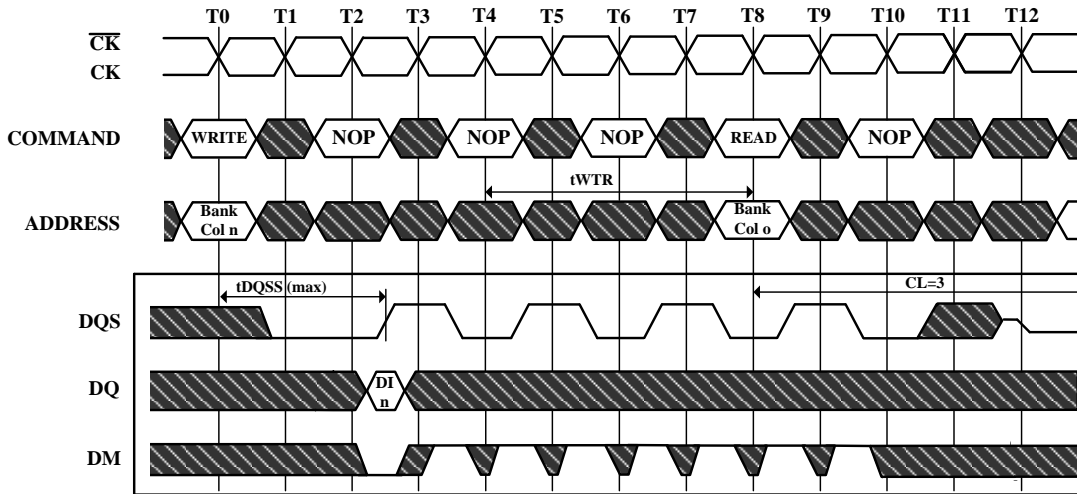 T0 T1 T2 T3 T4 T5 T6 T7 T8 T9 T10 T11 T12
CK
CK
COMMAND WRITE NOP NOP NOP READ NOP
tWTR
ADDRESS Bank Col n Bank Col o
tDQSS (max) CL=3
DQS
DQ DI n
DM